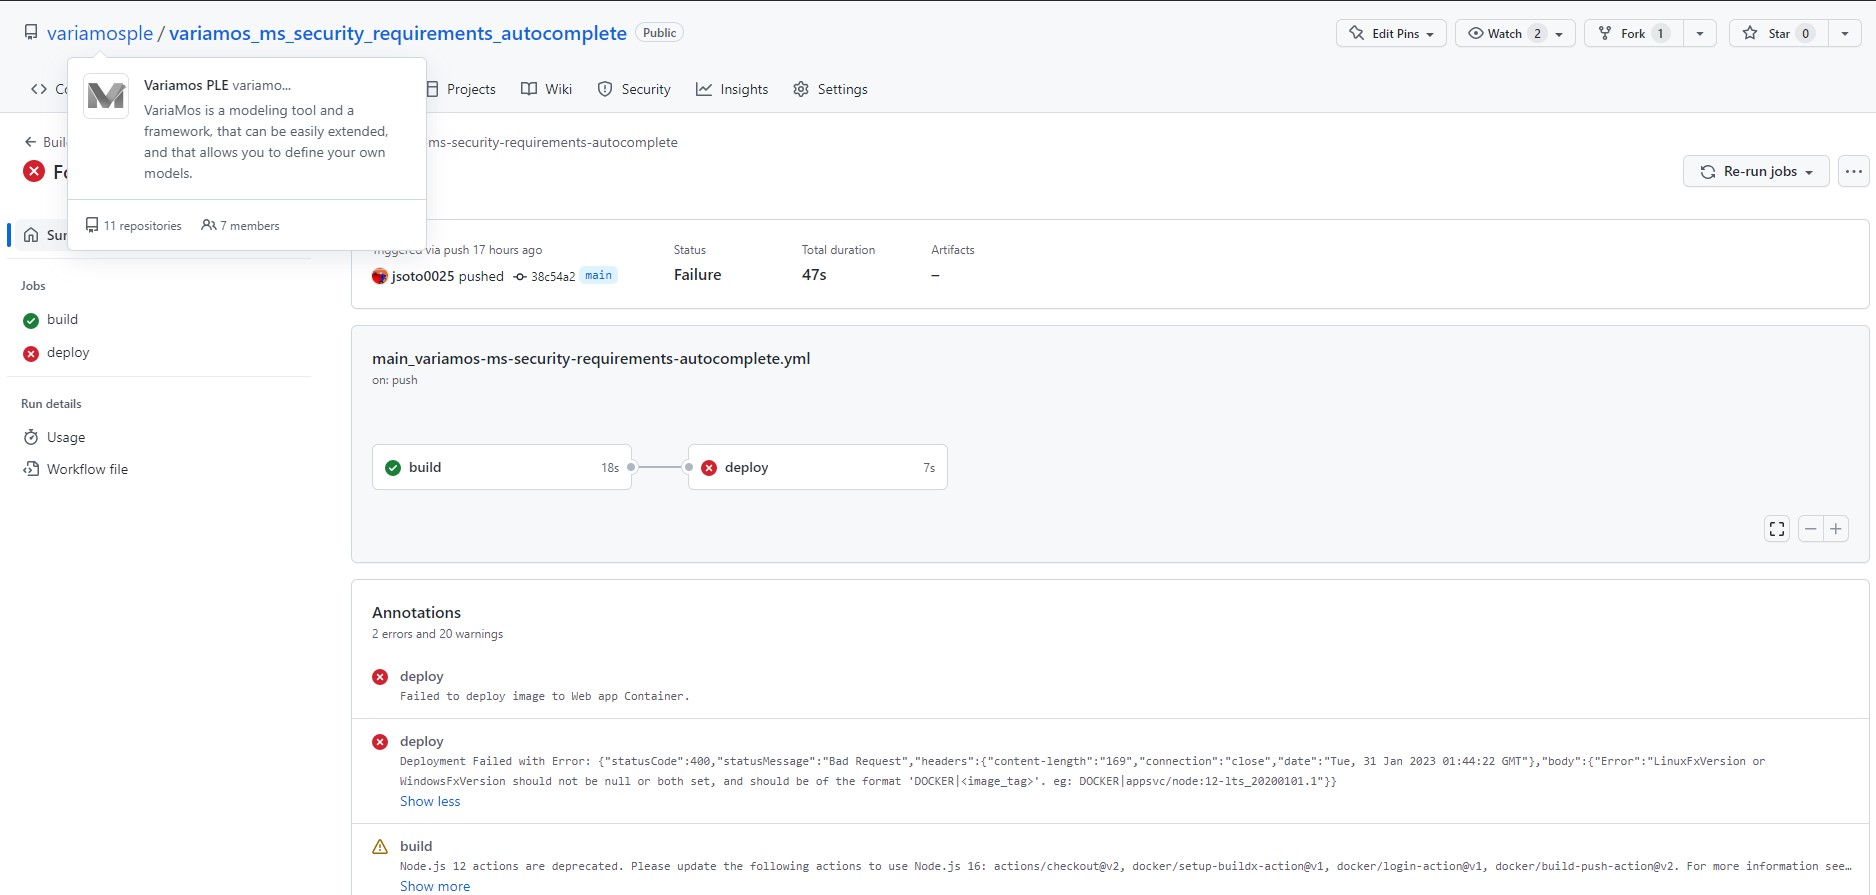 variamosple / variamos_ms_security_requirements_autocomplete Public
Edit Pins Watch 2 Fork 1 Star 0
Projects Wiki Security Insights Settings
Variamos PLE variamo...
VariaMos is a modeling tool and a
framework, that can be easily extended,
and that allows you to define your own
models.
11 repositories 7 members
ms-security-requirements-autocomplete
Re-run jobs
Jobs
build
deploy
Run details
Usage
Workflow file
Triggered via push 17 hours ago
jsoto0025 pushed 38c54a2 main
Status
Failure
Total duration
47s
Artifacts
–
main_variamos-ms-security-requirements-autocomplete.yml
on: push
build 18s
deploy 7s
Annotations
2 errors and 20 warnings
deploy
Failed to deploy image to Web app Container.
deploy
Deployment Failed with Error: {"statusCode":400,"statusMessage":"Bad Request","headers":{"content-length":"169","connection":"close","date":"Tue, 31 Jan 2023 01:44:22 GMT"},"body":{"Error":"LinuxFxVersion or
WindowsFxVersion should not be null or both set, and should be of the format 'DOCKER|<image_tag>'. eg: DOCKER|appsvc/node:12-lts_20200101.1"}}
Show less
build
Node.js 12 actions are deprecated. Please update the following actions to use Node.js 16: actions/checkout@v2, docker/setup-buildx-action@v1, docker/login-action@v1, docker/build-push-action@v2. For more information see…
Show more